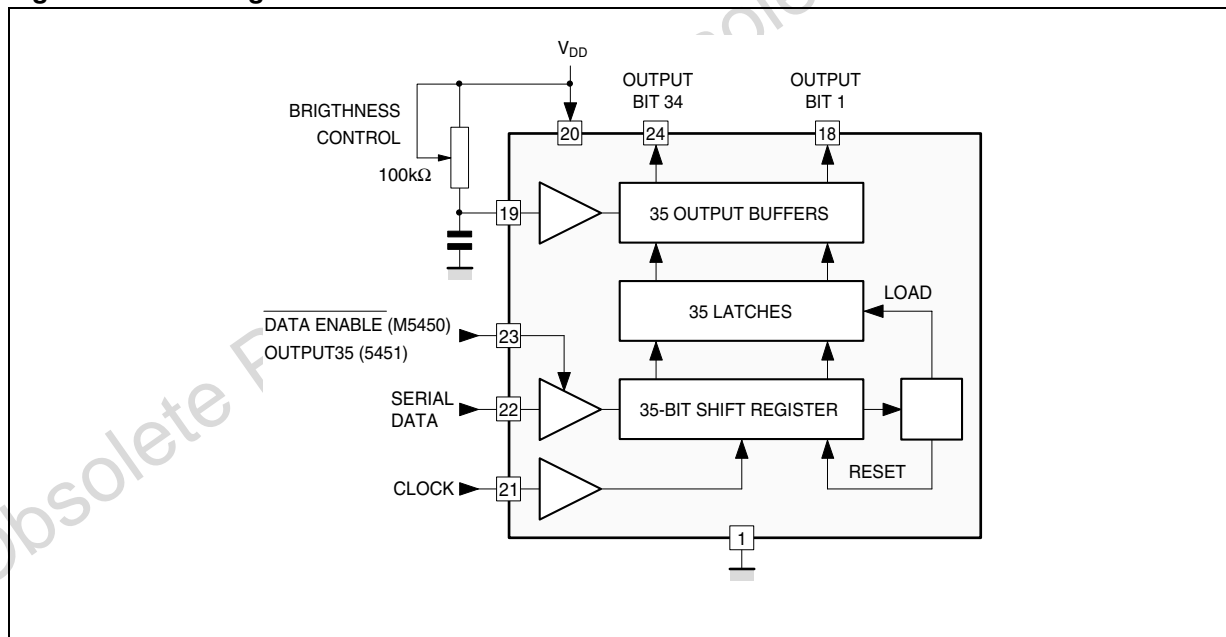 V_DD
OUTPUT
BIT 34
OUTPUT
BIT 1
BRIGTHNESS
CONTROL
100kΩ
20
24
18
19
35 OUTPUT BUFFERS
LOAD
35 LATCHES
DATA ENABLE (M5450)
OUTPUT35 (5451)
23
SERIAL
DATA
22
35-BIT SHIFT REGISTER
RESET
CLOCK
21
1
Obsolete